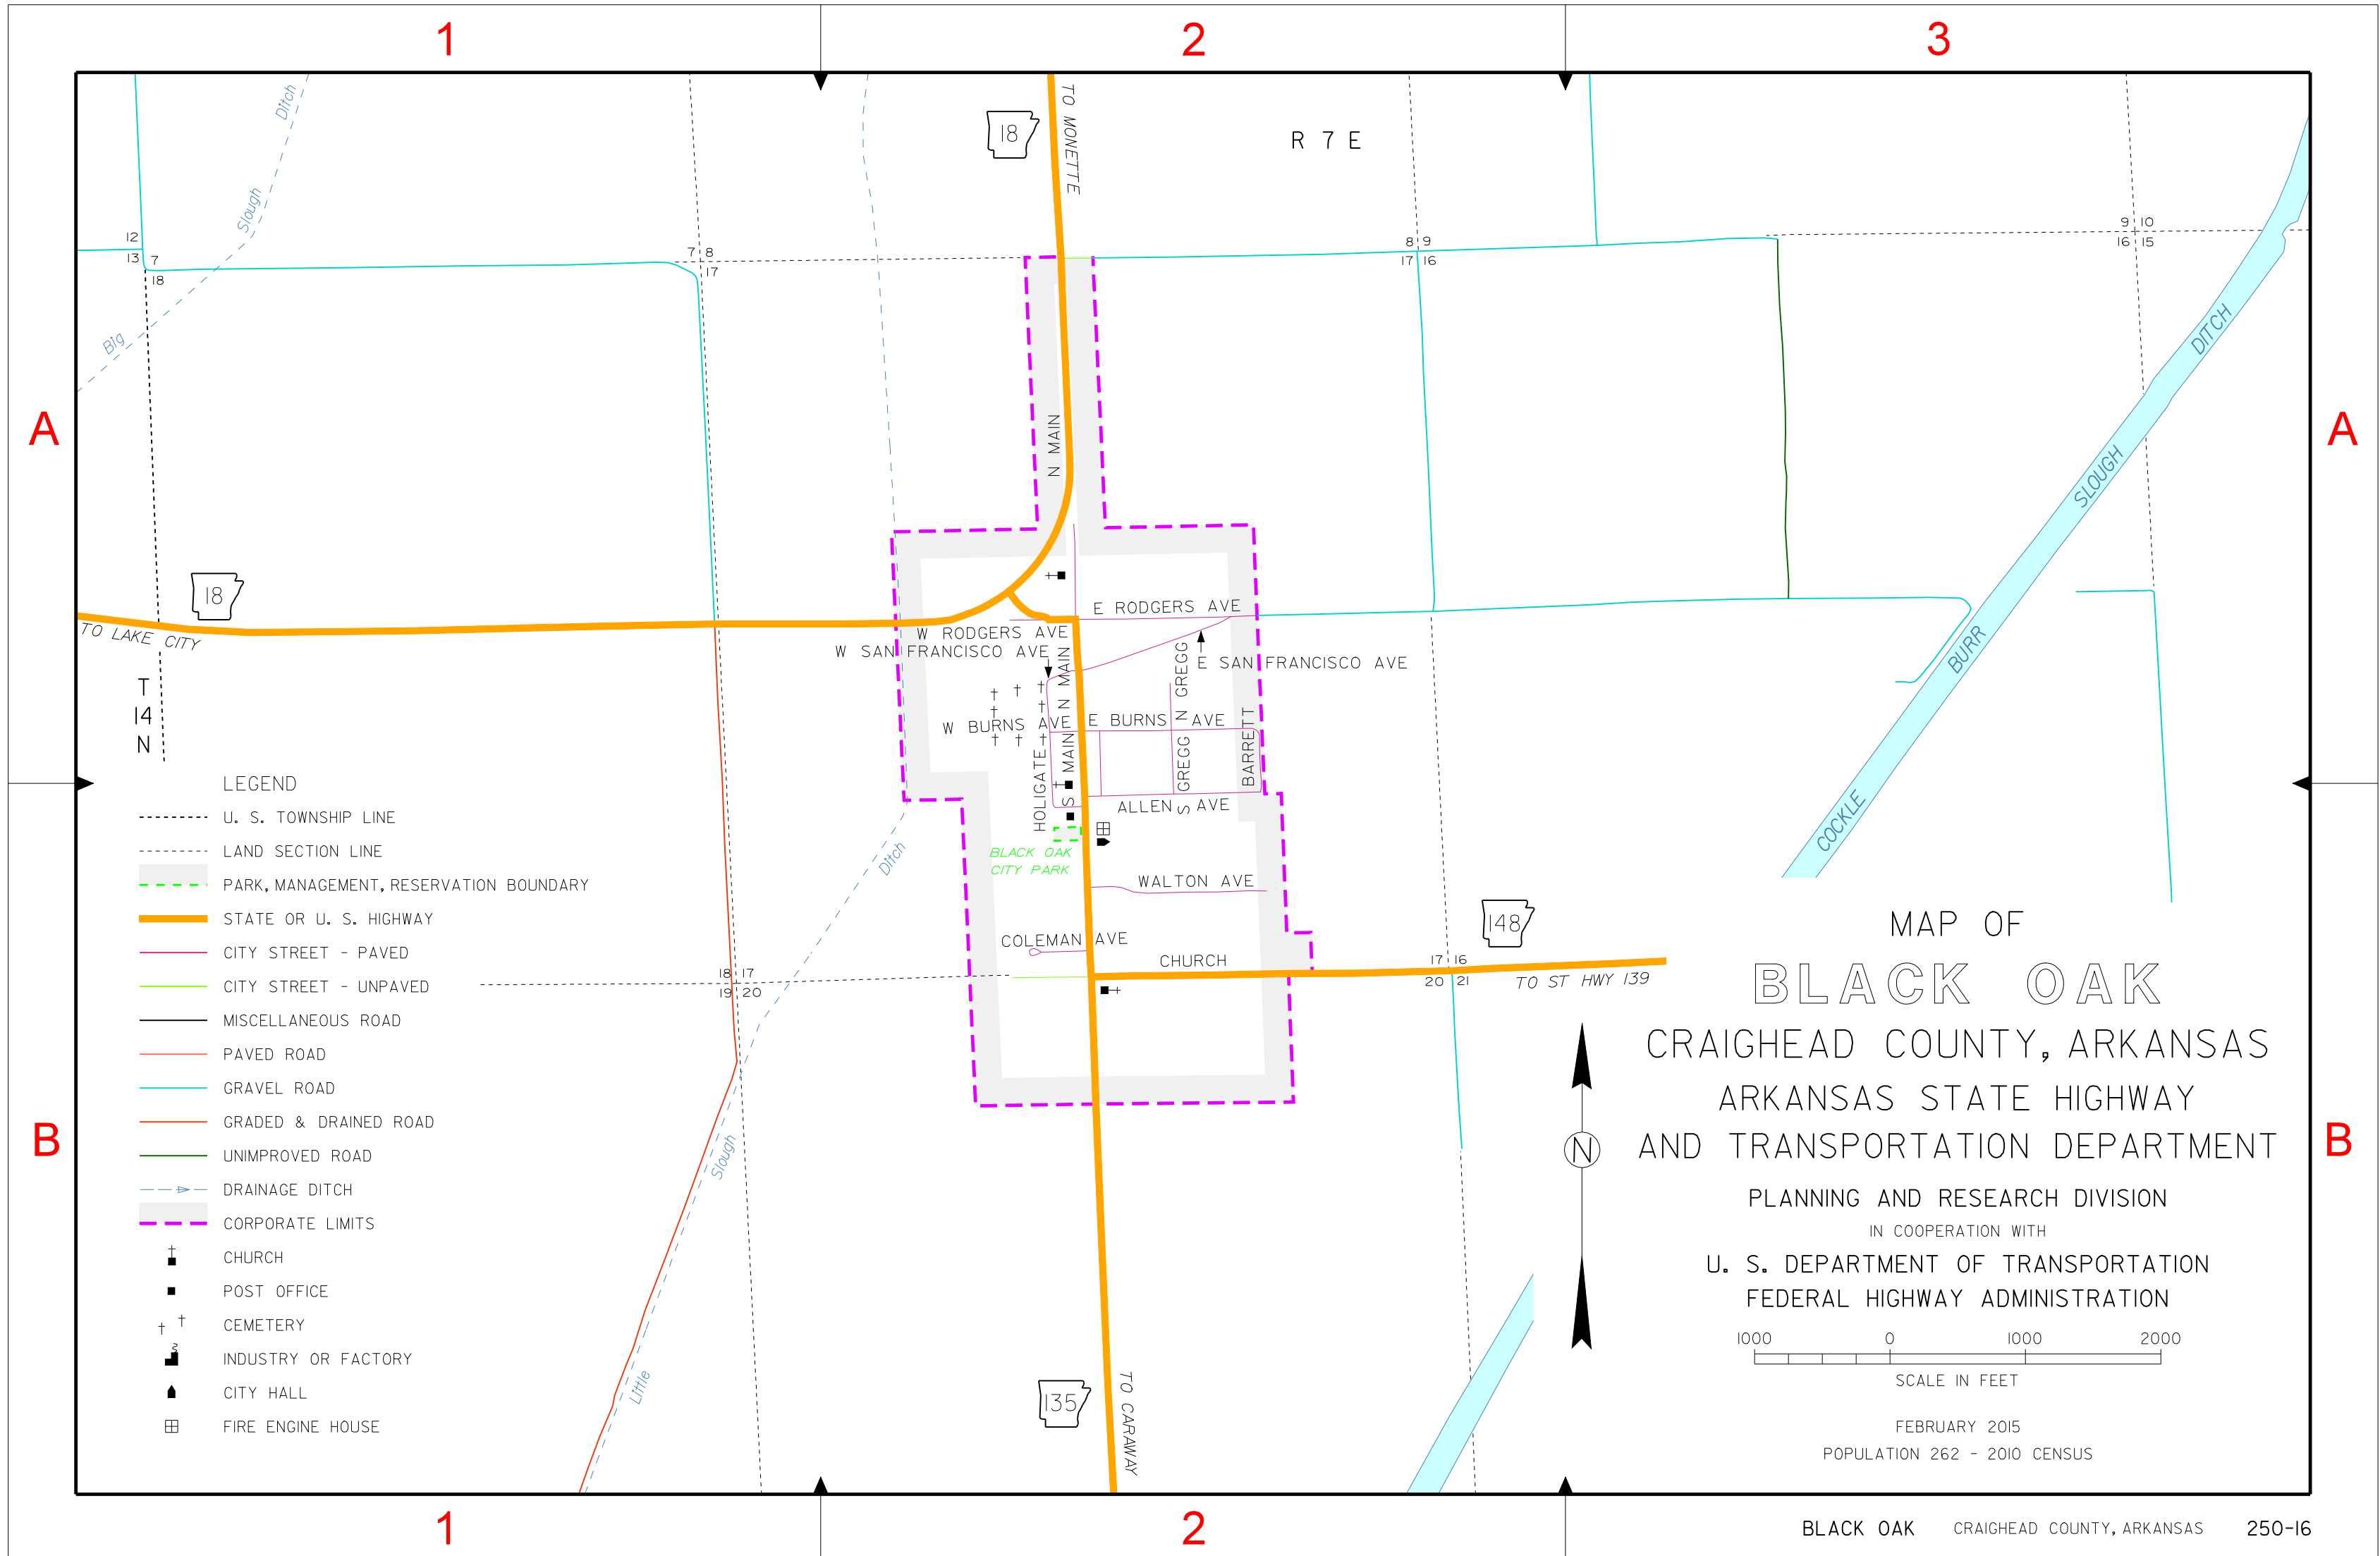 1 2 3
Ditch
TO MONETTE
18
R 7 E
Slough
12
13 7
18
7 8
17
8 9
17 16
9 10
16 15
Big
DITCH
A
A
N MAIN
SLOUGH
18
TO LAKE CITY
E RODGERS AVE
W RODGERS AVE
W SAN FRANCISCO AVE
E SAN FRANCISCO AVE
BURR
T
14
N
N MAIN
N GREGG
W BURNS AVE
E BURNS AVE
HOLIGATE
S MAIN
S GREGG
BARRETT
ALLEN AVE
COCKLE
Ditch
BLACK OAK
CITY PARK
WALTON AVE
COLEMAN AVE
CHURCH
148
18 17
19 20
17 16
20 21
TO ST HWY 139
LEGEND
U. S. TOWNSHIP LINE
LAND SECTION LINE
PARK, MANAGEMENT, RESERVATION BOUNDARY
STATE OR U. S. HIGHWAY
CITY STREET - PAVED
CITY STREET - UNPAVED
MISCELLANEOUS ROAD
PAVED ROAD
GRAVEL ROAD
GRADED & DRAINED ROAD
UNIMPROVED ROAD
DRAINAGE DITCH
CORPORATE LIMITS
CHURCH
POST OFFICE
CEMETERY
INDUSTRY OR FACTORY
CITY HALL
FIRE ENGINE HOUSE
B
B
Slough
Little
135
TO CARAWAY
N
MAP OF
BLACK OAK
CRAIGHEAD COUNTY, ARKANSAS
ARKANSAS STATE HIGHWAY
AND TRANSPORTATION DEPARTMENT
PLANNING AND RESEARCH DIVISION
IN COOPERATION WITH
U. S. DEPARTMENT OF TRANSPORTATION
FEDERAL HIGHWAY ADMINISTRATION
1000 0 1000 2000
SCALE IN FEET
FEBRUARY 2015
POPULATION 262 - 2010 CENSUS
1 2
BLACK OAK CRAIGHEAD COUNTY, ARKANSAS 250-16